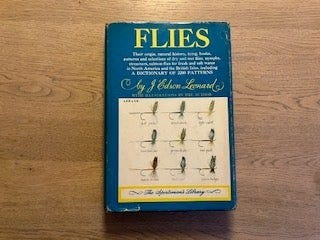 FLIES
Their origin, natural history, tying, hooks,
patterns and selections of dry and wet flies, nymphs,
streamers, salmon flies for fresh and salt water
in North America and the British Isles, including
A DICTIONARY OF 2200 PATTERNS
by J. Edson Leonard
WITH ILLUSTRATIONS BY THE AUTHOR
The Sportsman's Library